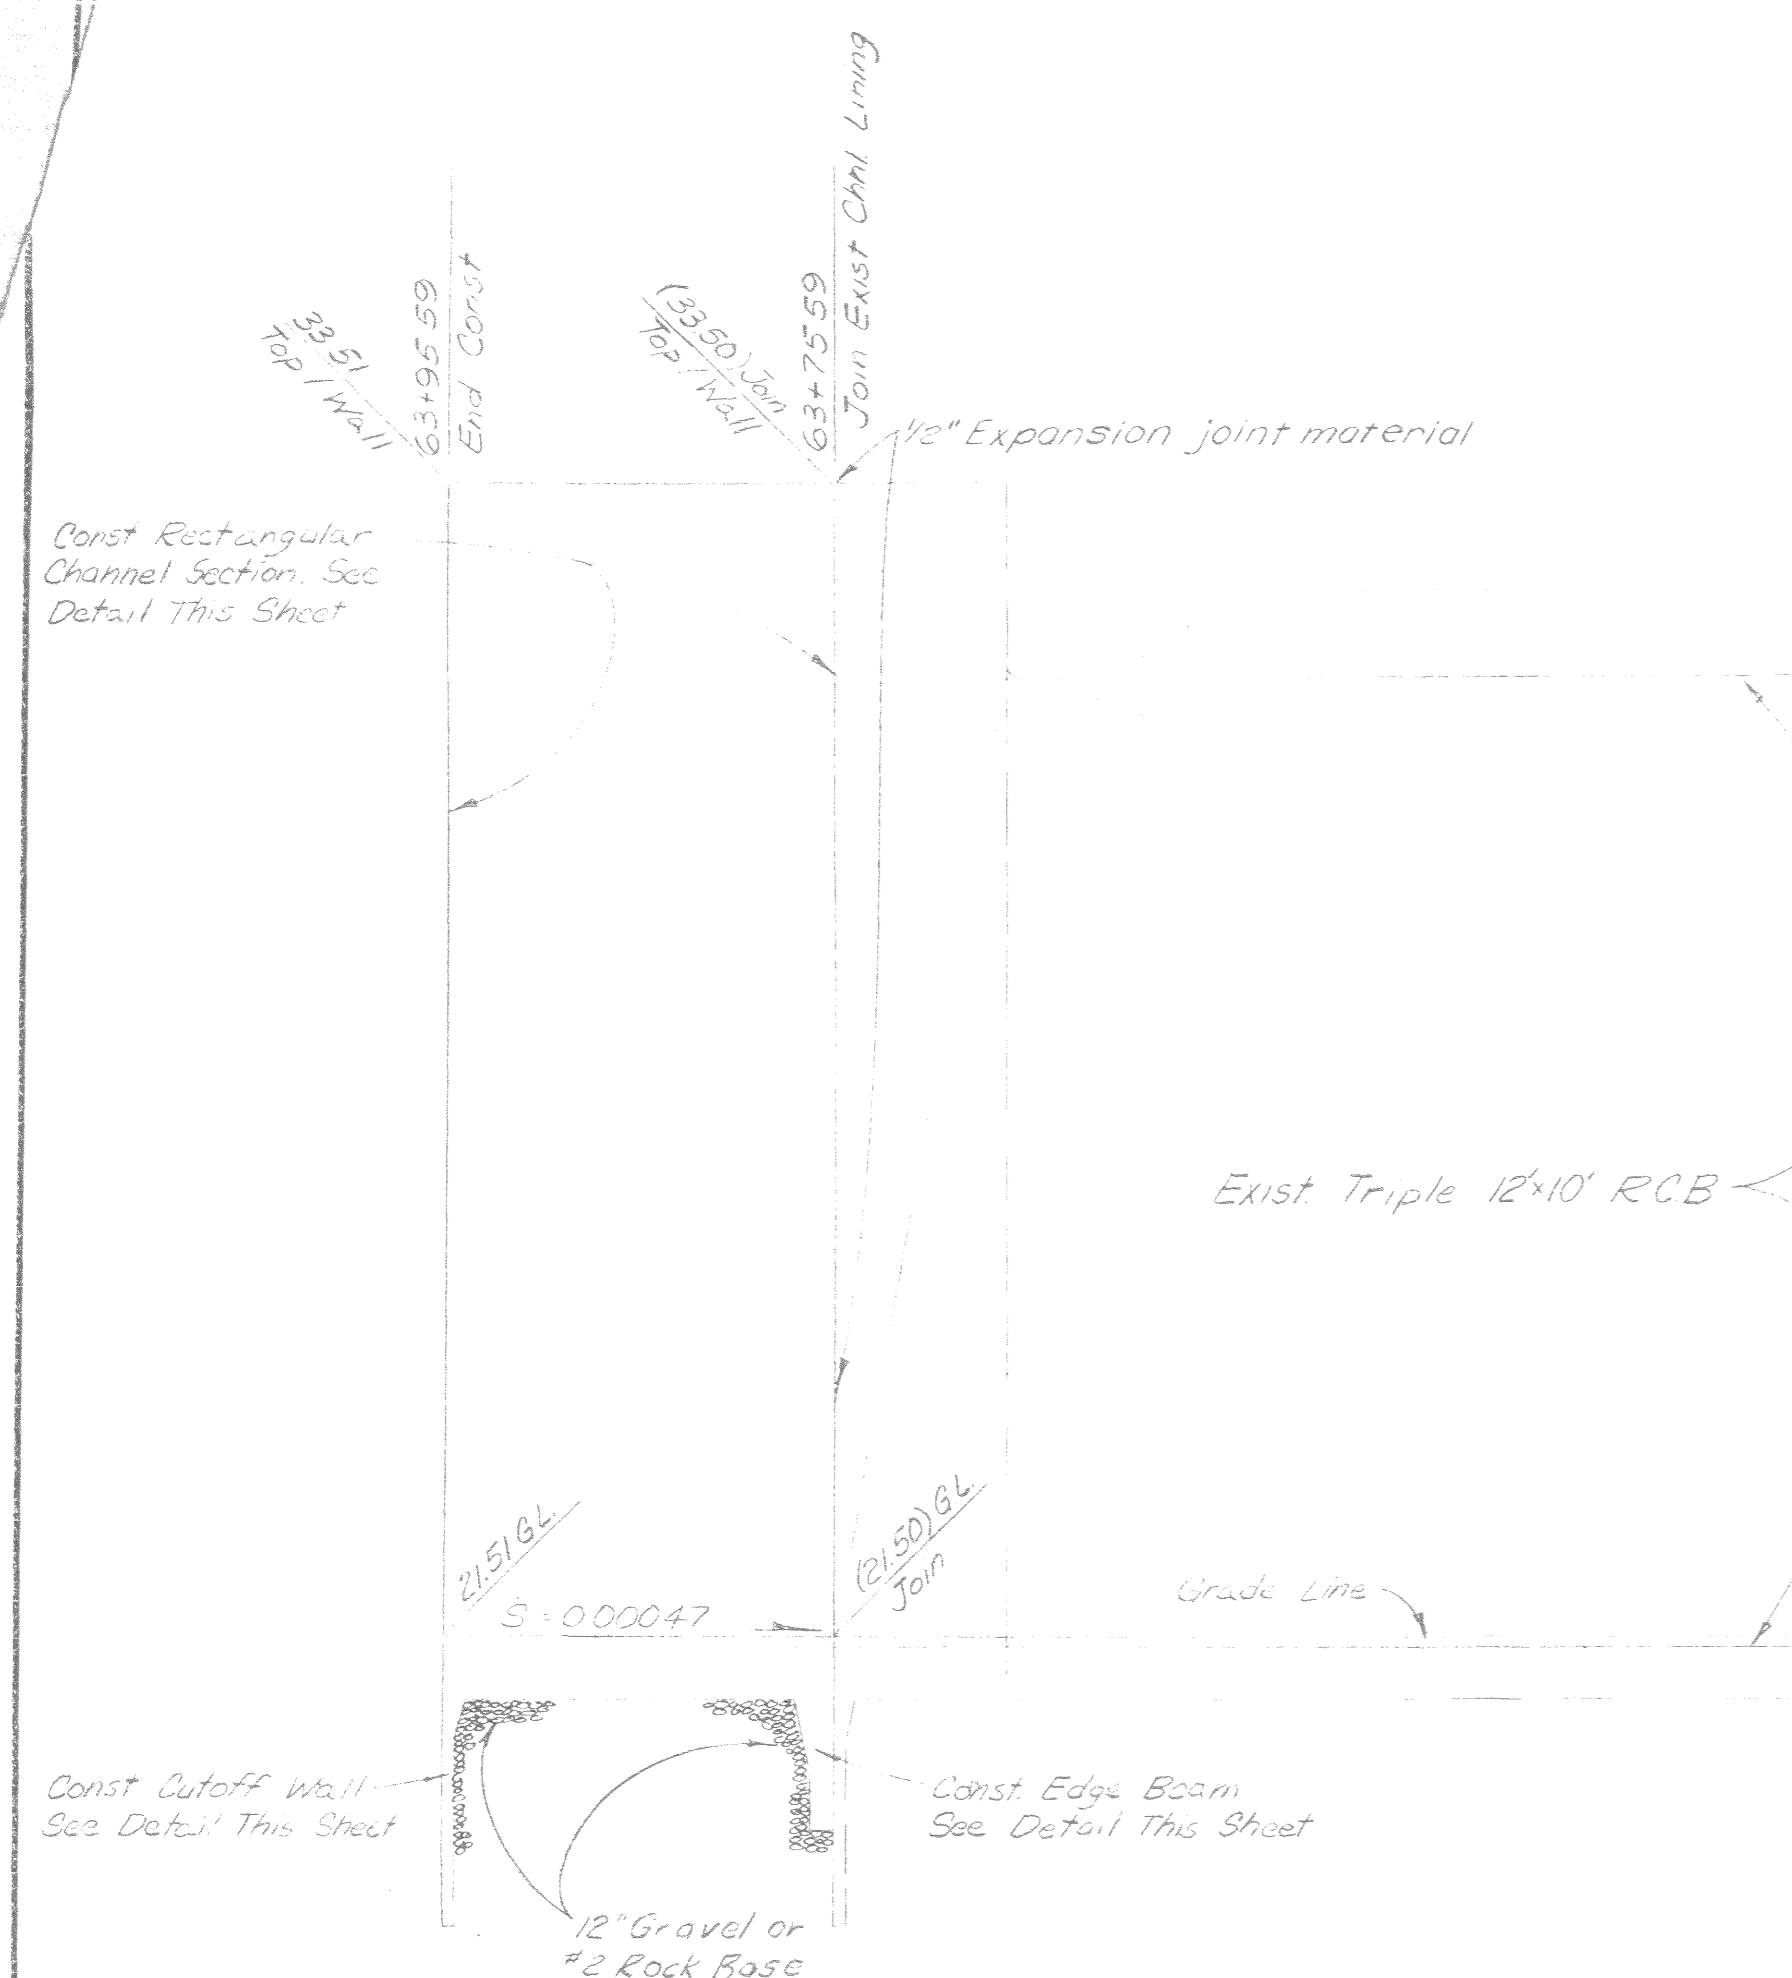 Join Exist Chnl. Lining
63+75 59
63+95 59
End Const
33 51
Top / Wall
(33.50) Join
Top / Wall
1/2" Expansion joint material
Const Rectangular
Channel Section. See
Detail This Sheet
Exist. Triple 12'x10' R.C.B
21.51 G.L.
(21.50) G.L.
Join
S = 0.00047
Grade Line
Const Cutoff Wall
See Detail This Sheet
Const. Edge Beam
See Detail This Sheet
12" Gravel or
#2 Rock Base